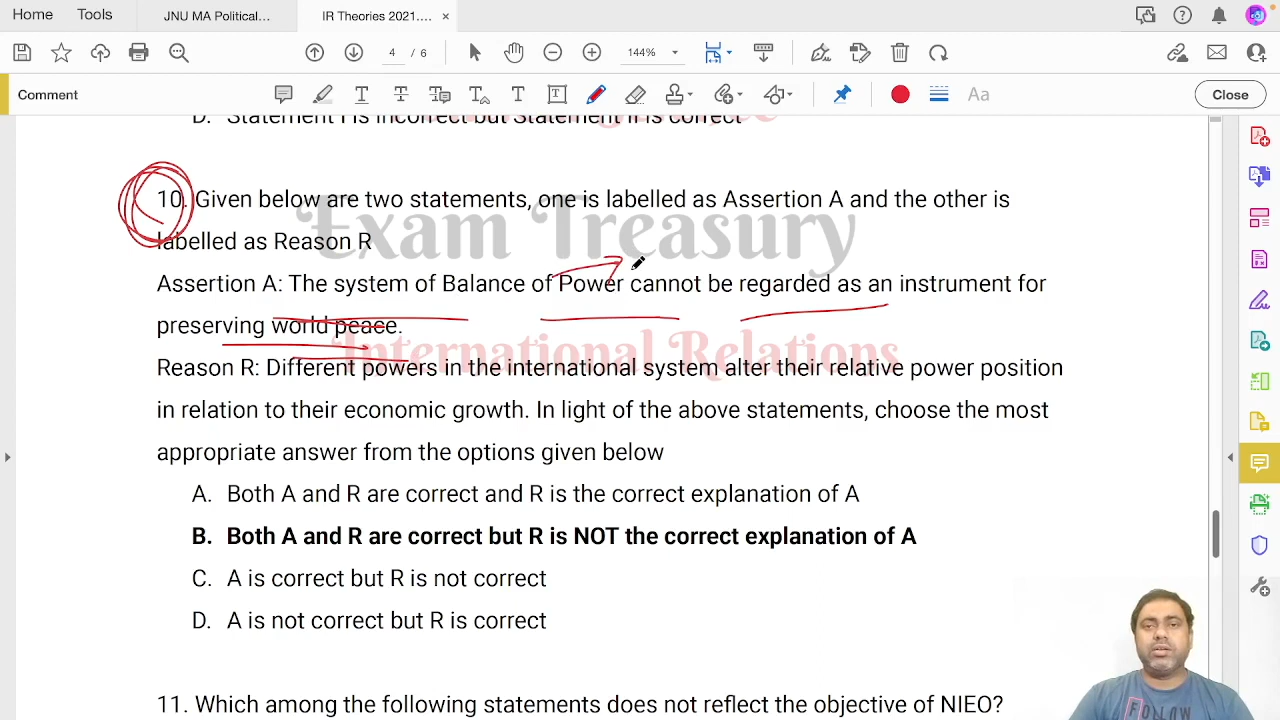 Home Tools JNU MA Political... IR Theories 2021.... ×
4 / 6 144%
Comment Aa Close
D. Statement I is incorrect but Statement II is correct
10. Given below are two statements, one is labelled as Assertion A and the other is
Exam Treasury
labelled as Reason R
Assertion A: The system of Balance of Power cannot be regarded as an instrument for
preserving world peace.
International Relations
Reason R: Different powers in the international system alter their relative power position
in relation to their economic growth. In light of the above statements, choose the most
appropriate answer from the options given below
A. Both A and R are correct and R is the correct explanation of A
B. Both A and R are correct but R is NOT the correct explanation of A
C. A is correct but R is not correct
D. A is not correct but R is correct
11. Which among the following statements does not reflect the objective of NIEO?
FOLLOW